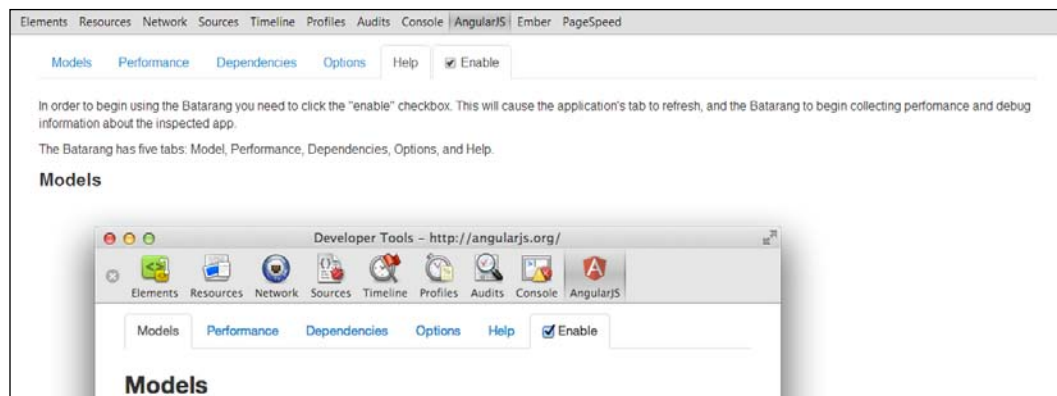 Elements Resources Network Sources Timeline Profiles Audits Console AngularJS Ember PageSpeed
Models Performance Dependencies Options Help Enable
In order to begin using the Batarang you need to click the "enable" checkbox. This will cause the application's tab to refresh, and the Batarang to begin collecting perfomance and debug
information about the inspected app.
The Batarang has five tabs: Model, Performance, Dependencies, Options, and Help.
Models
Developer Tools - http://angularjs.org/
Elements Resources Network Sources Timeline Profiles Audits Console AngularJS
Models Performance Dependencies Options Help Enable
Models